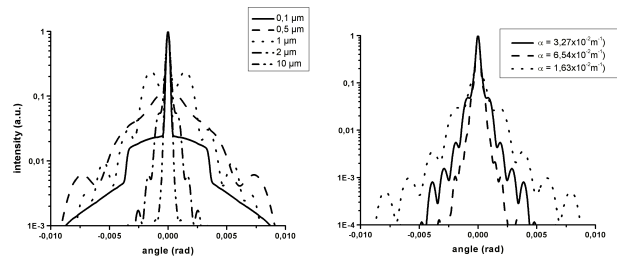 0,1 µm
0,5 µm
1 µm
2 µm
10 µm
1
0,1
0,01
1E-3
intensity (a.u.)
-0,010
-0,005
0,000
0,005
0,010
angle (rad)
α = 3,27x10⁻²m⁻¹)
α = 6,54x10⁻²m⁻¹)
α = 1,63x10⁻²m⁻¹)
1
0,1
0,01
1E-3
1E-4
-0,010
-0,005
0,000
0,005
0,010
angle (rad)